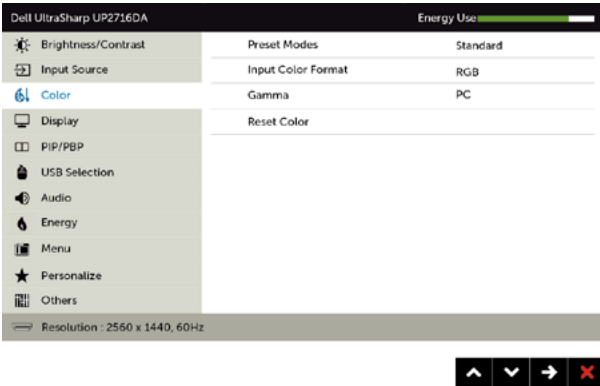 Dell UltraSharp UP2716DA Energy Use
Brightness/Contrast Preset Modes Standard
Input Source Input Color Format RGB
Color Gamma PC
Display Reset Color
PIP/PBP
USB Selection
Audio
Energy
Menu
Personalize
Others
Resolution : 2560 x 1440, 60Hz